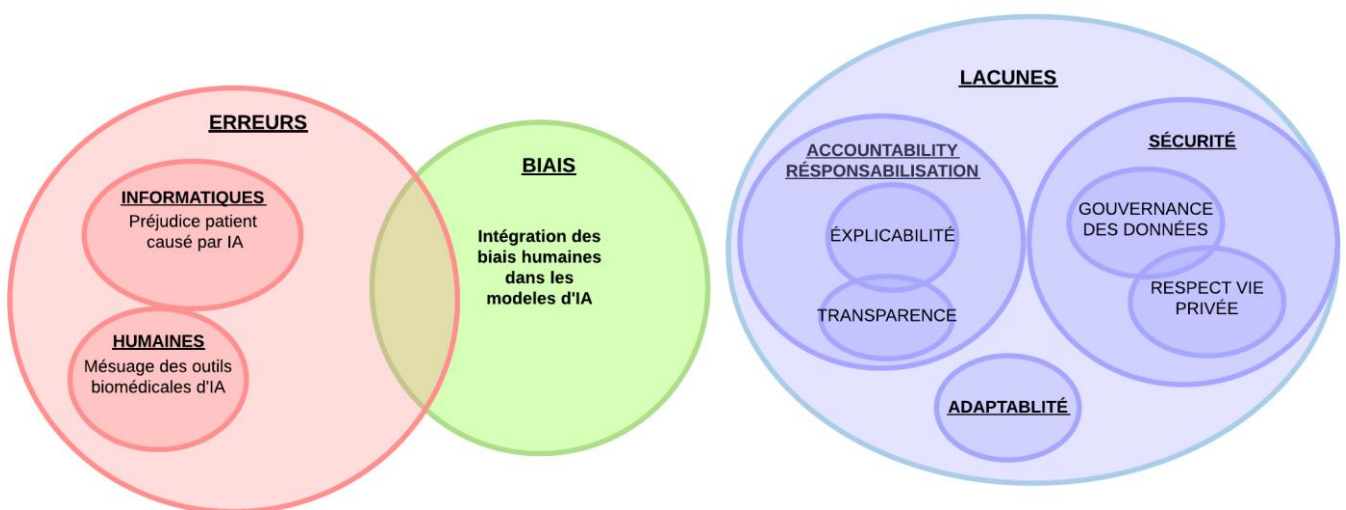 ERREURS
INFORMATIQUES
Préjudice patient
causé par IA
HUMAINES
Mésuage des outils
biomédicales d'IA
BIAIS
Intégration des
biais humaines
dans les
modeles d'IA
LACUNES
ACCOUNTABILITY
RÉSPONSABILISATION
ÉXPLICABILITÉ
TRANSPARENCE
SÉCURITÉ
GOUVERNANCE
DES DONNÉES
RESPECT VIE
PRIVÉE
ADAPTABLITÉ